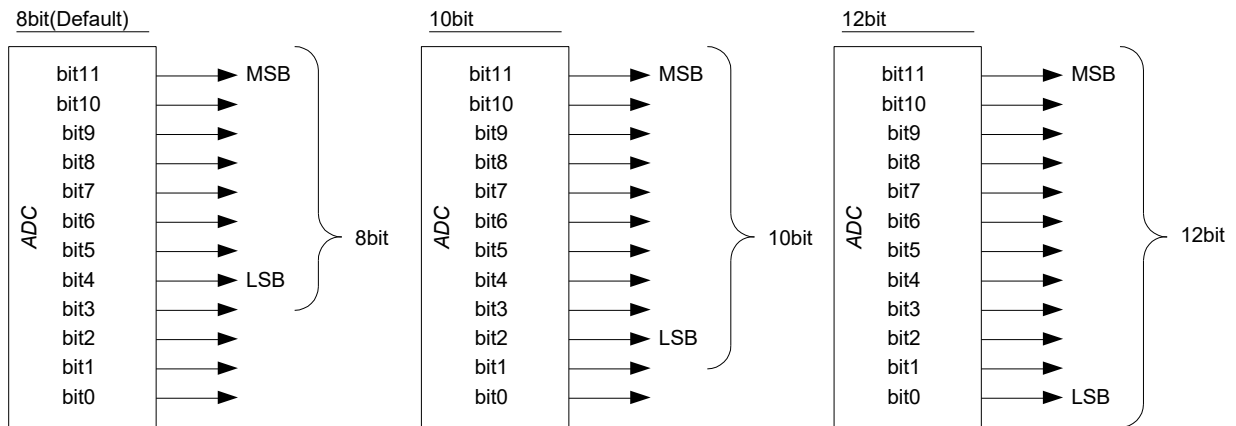 8bit(Default)
ADC
bit11 MSB
bit10
bit9
bit8
bit7
bit6
bit5
bit4 LSB
bit3
bit2
bit1
bit0
8bit
10bit
ADC
bit11 MSB
bit10
bit9
bit8
bit7
bit6
bit5
bit4
bit3
bit2 LSB
bit1
bit0
10bit
12bit
ADC
bit11 MSB
bit10
bit9
bit8
bit7
bit6
bit5
bit4
bit3
bit2
bit1
bit0 LSB
12bit